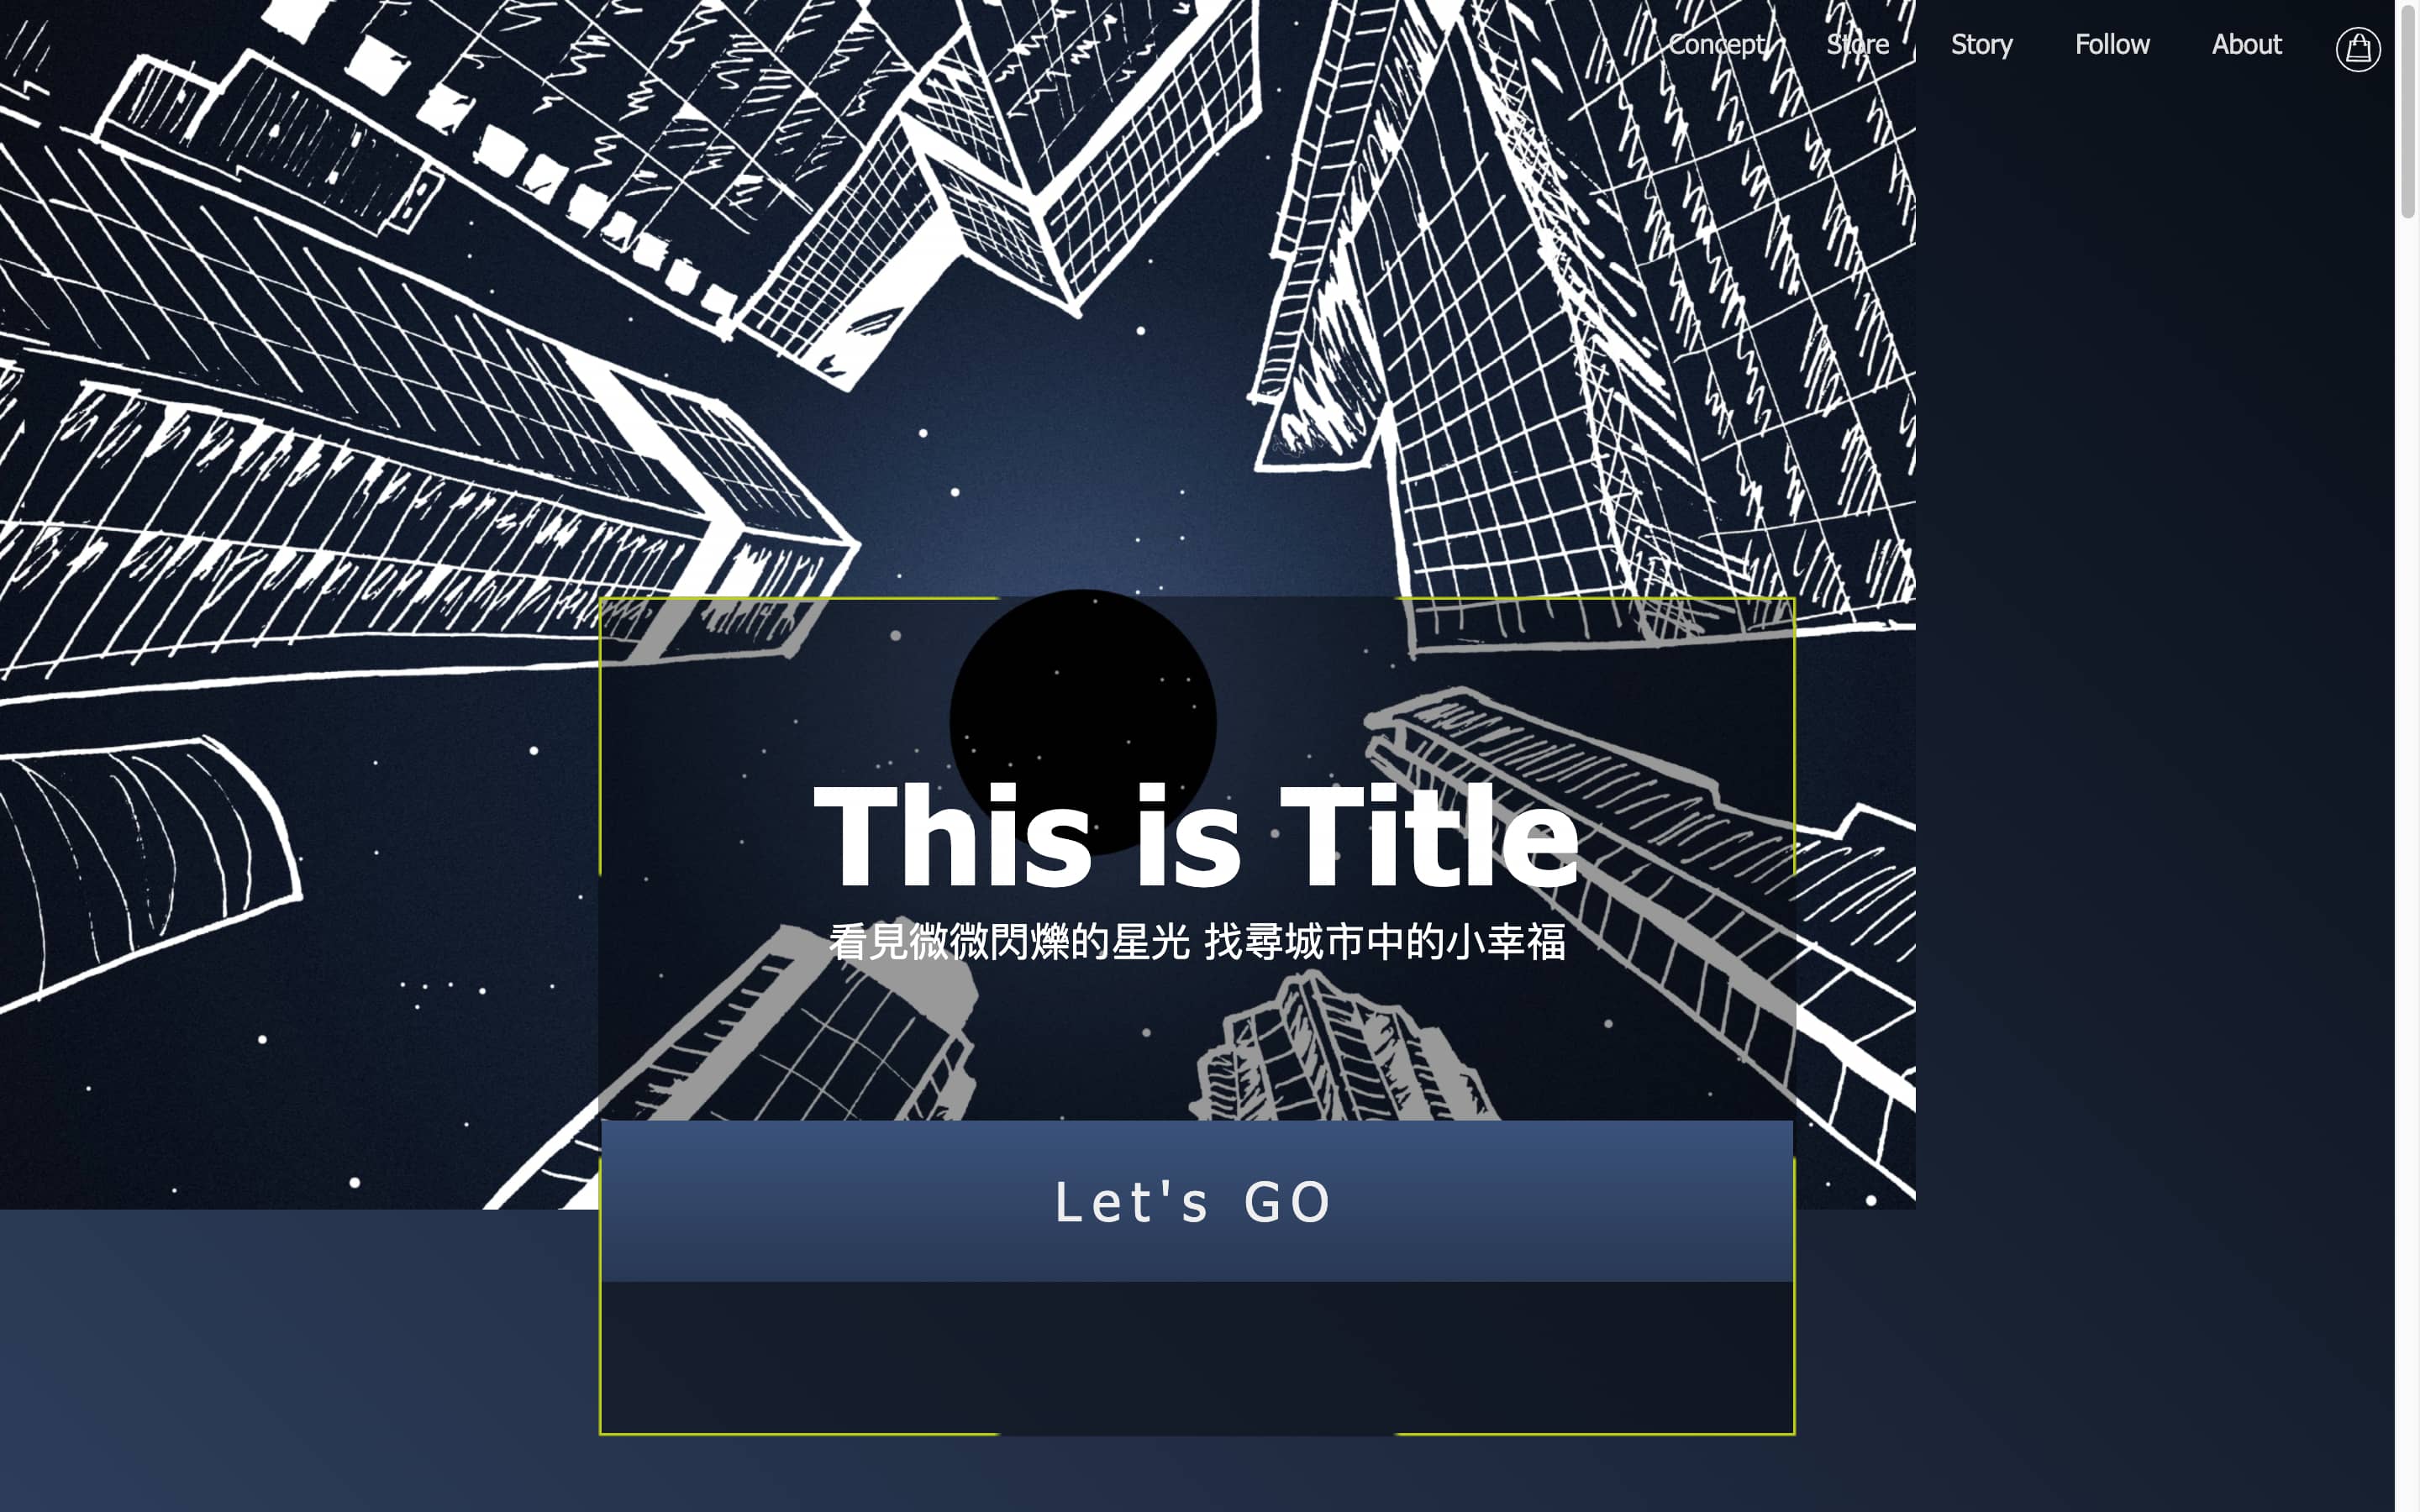 Concept
Store
Story
Follow
About
This is Title
看見微微閃爍的星光 找尋城市中的小幸福
Let's GO